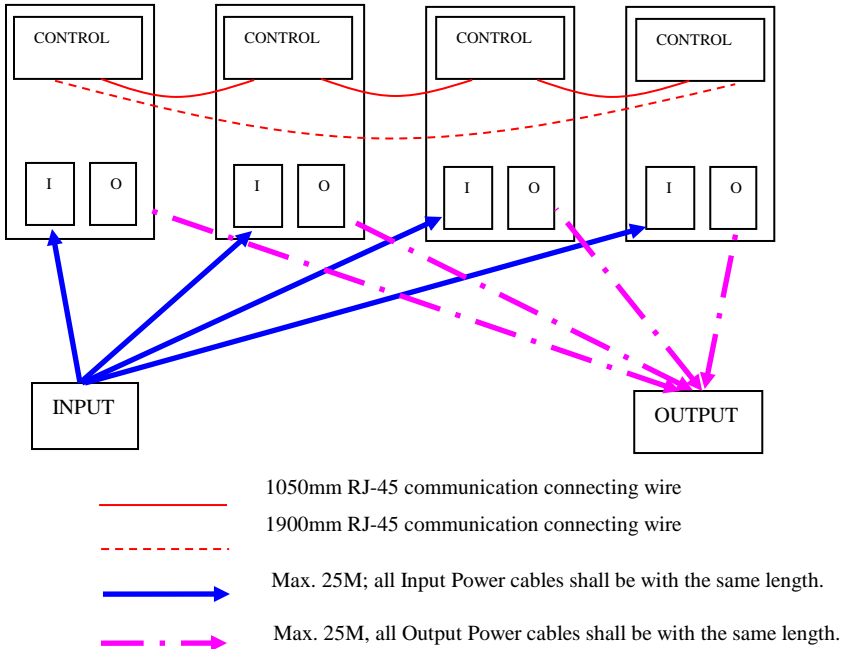 CONTROL CONTROL CONTROL CONTROL
I O I O I O I O
INPUT OUTPUT
1050mm RJ-45 communication connecting wire
1900mm RJ-45 communication connecting wire
Max. 25M; all Input Power cables shall be with the same length.
Max. 25M, all Output Power cables shall be with the same length.